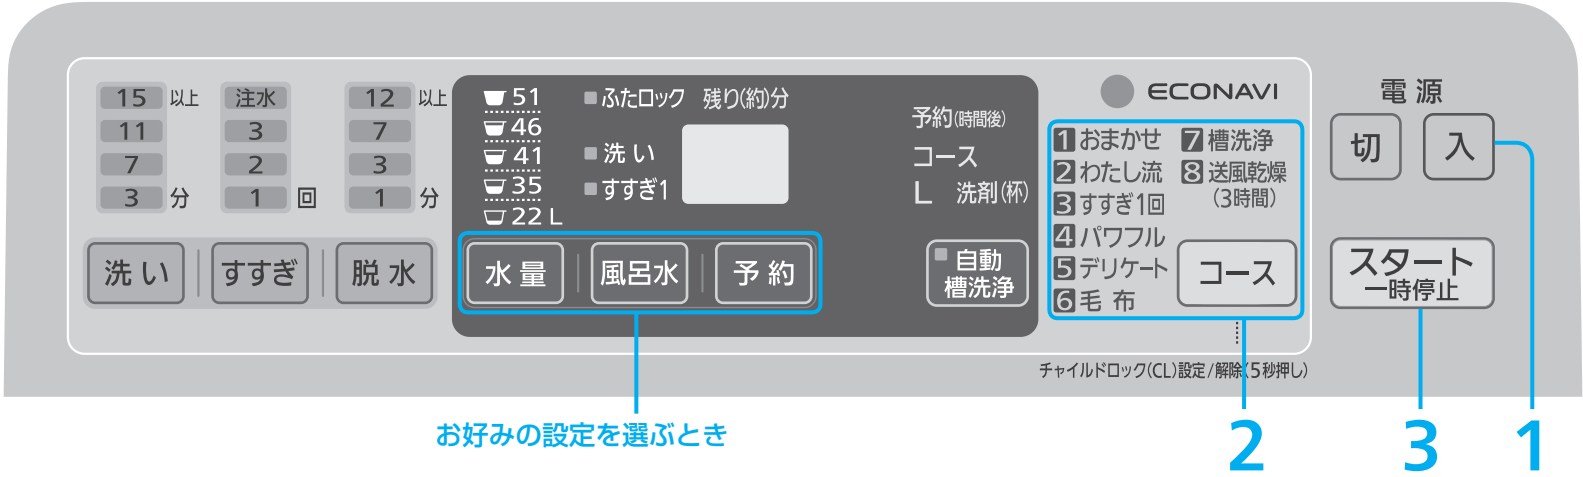 15 以上
11
7
3 分
注水
3
2
1 回
12 以上
7
3
1 分
洗い
すすぎ
脱水
51
46
41
35
22 L
ふたロック
洗い
すすぎ1
残り(約)分
予約(時間後)
コース
L 洗剤(杯)
水量
風呂水
予約
自動
槽洗浄
ECONAVI
1 おまかせ
2 わたし流
3 すすぎ1回
4 パワフル
5 デリケート
6 毛布
7 槽洗浄
8 送風乾燥
(3時間)
コース
チャイルドロック(CL)設定/解除(5秒押し)
電源
切
入
スタート
一時停止
お好みの設定を選ぶとき
2
3
1